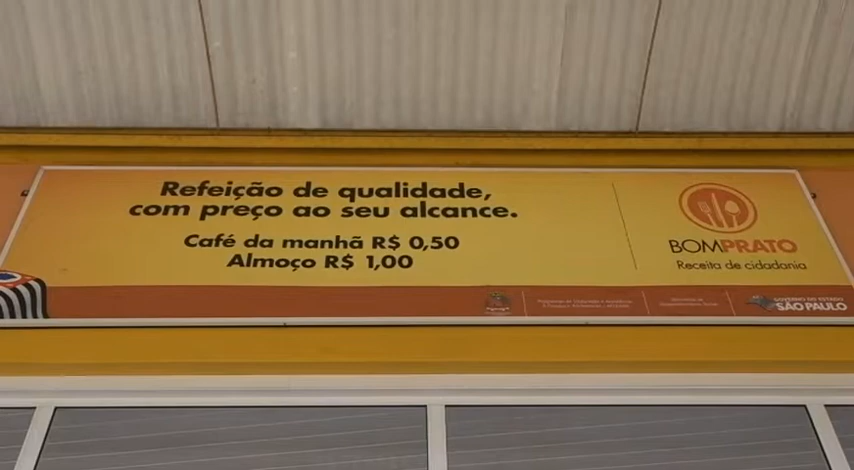 Refeição de qualidade,
com preço ao seu alcance.
Café da manhã R$ 0,50
Almoço R$ 1,00
BOMPRATO
Receita de cidadania
GOVERNO DO ESTADO
SÃO PAULO